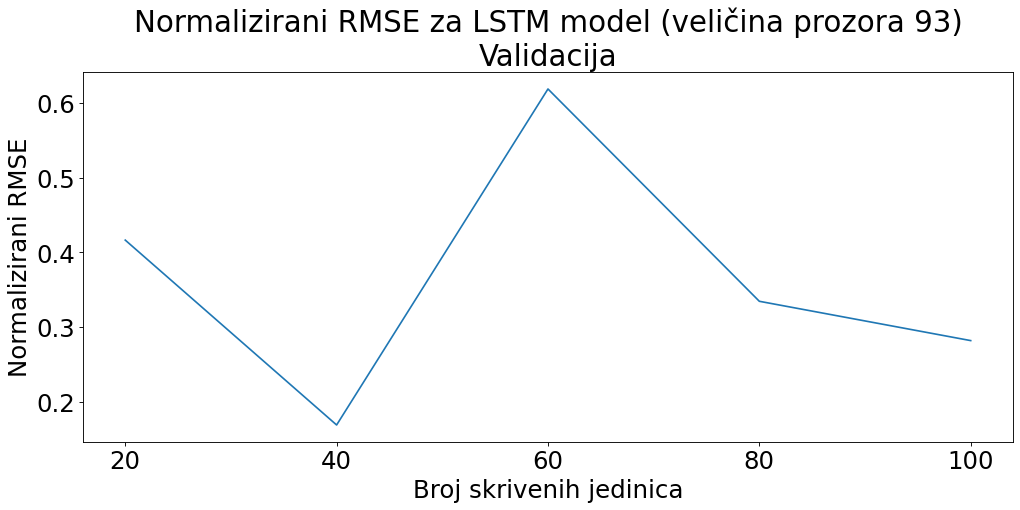 Normalizirani RMSE za LSTM model (veličina prozora 93)
Validacija
Normalizirani RMSE
0.6
0.5
0.4
0.3
0.2
20 40 60 80 100
Broj skrivenih jedinica